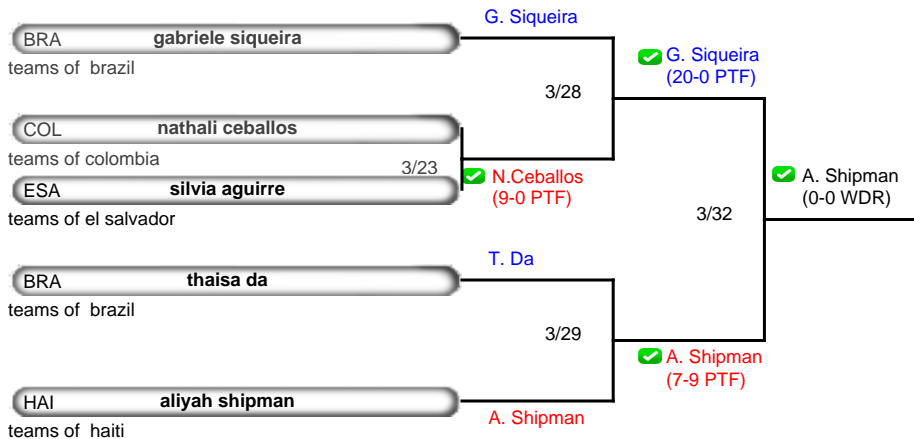 G. Siqueira
BRA gabriele siqueira
teams of brazil
G. Siqueira
(20-0 PTF)
3/28
COL nathali ceballos
teams of colombia
3/23
N.Ceballos
(9-0 PTF)
ESA silvia aguirre
teams of el salvador
A. Shipman
(0-0 WDR)
3/32
T. Da
BRA thaisa da
teams of brazil
3/29
A. Shipman
(7-9 PTF)
HAI aliyah shipman
A. Shipman
teams of haiti